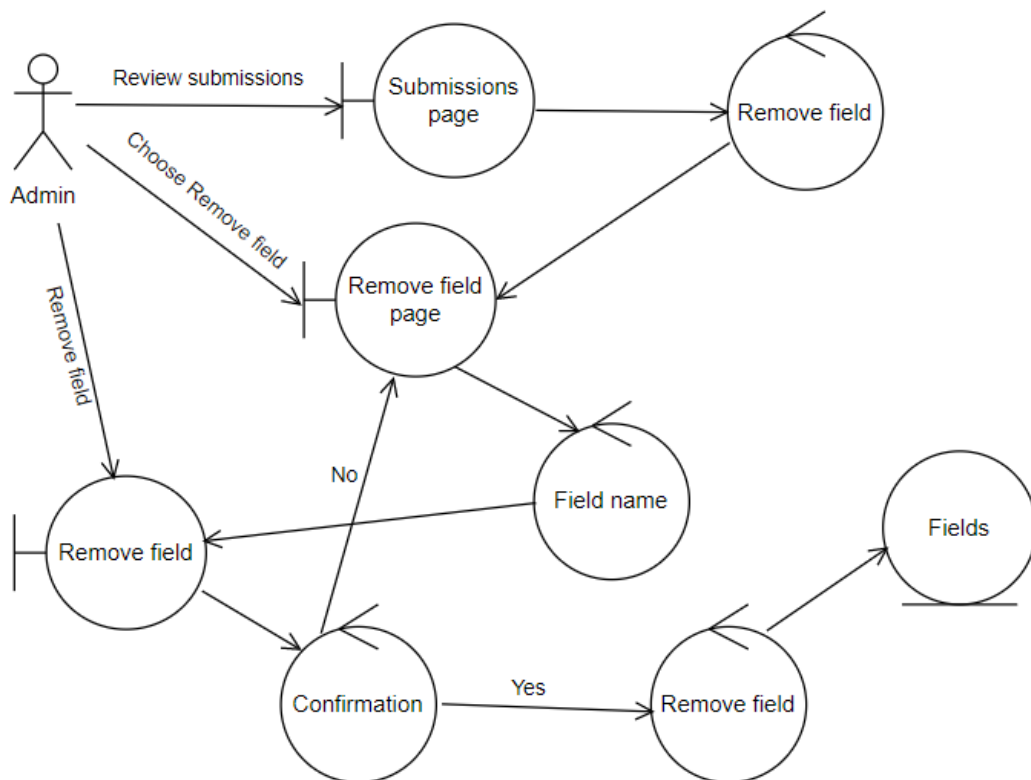 Review submissions
Submissions
page
Remove field
Admin
Choose Remove field
Remove field
page
Remove field
No
Field name
Fields
Remove field
Confirmation
Yes
Remove field